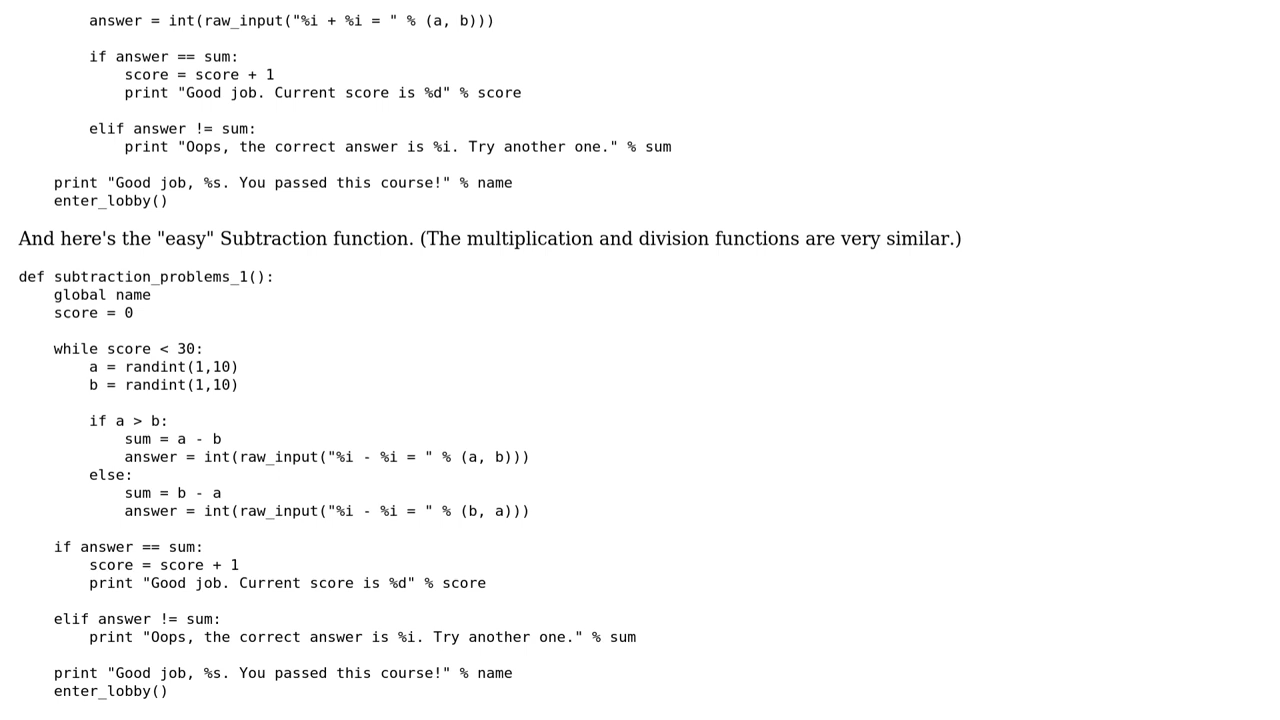 answer = int(raw_input("%i + %i = " % (a, b)))

        if answer == sum:
            score = score + 1
            print "Good job. Current score is %d" % score

        elif answer != sum:
            print "Oops, the correct answer is %i. Try another one." % sum

    print "Good job, %s. You passed this course!" % name
    enter_lobby()

And here's the "easy" Subtraction function. (The multiplication and division functions are very similar.)

def subtraction_problems_1():
    global name
    score = 0

    while score < 30:
        a = randint(1,10)
        b = randint(1,10)

        if a > b:
            sum = a - b
            answer = int(raw_input("%i - %i = " % (a, b)))
        else:
            sum = b - a
            answer = int(raw_input("%i - %i = " % (b, a)))

    if answer == sum:
        score = score + 1
        print "Good job. Current score is %d" % score

    elif answer != sum:
        print "Oops, the correct answer is %i. Try another one." % sum

    print "Good job, %s. You passed this course!" % name
    enter_lobby()